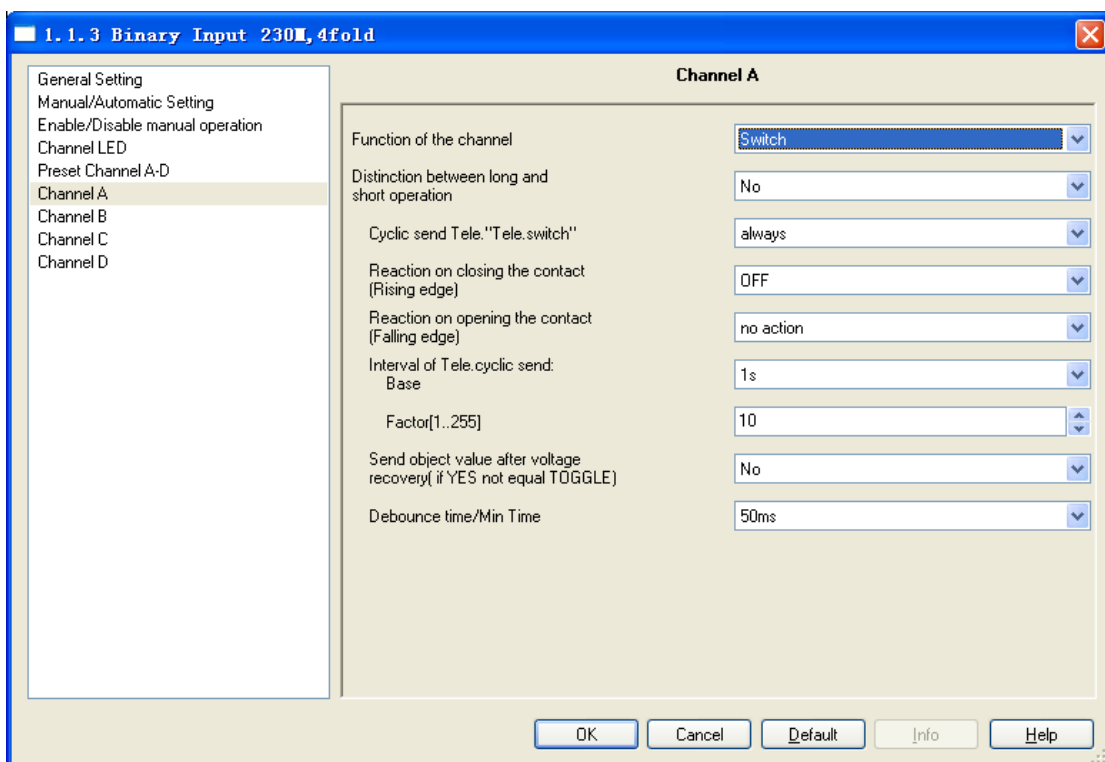 1.1.3 Binary Input 230M,4fold
General Setting
Manual/Automatic Setting
Enable/Disable manual operation
Channel LED
Preset Channel A-D
Channel A
Channel B
Channel C
Channel D
Channel A
Function of the channel
Switch
Distinction between long and
short operation
No
Cyclic send Tele."Tele.switch"
always
Reaction on closing the contact
(Rising edge)
OFF
Reaction on opening the contact
(Falling edge)
no action
Interval of Tele.cyclic send:
Base
1s
Factor[1..255]
10
Send object value after voltage
recovery( if YES not equal TOGGLE)
No
Debounce time/Min Time
50ms
OK
Cancel
Default
Info
Help